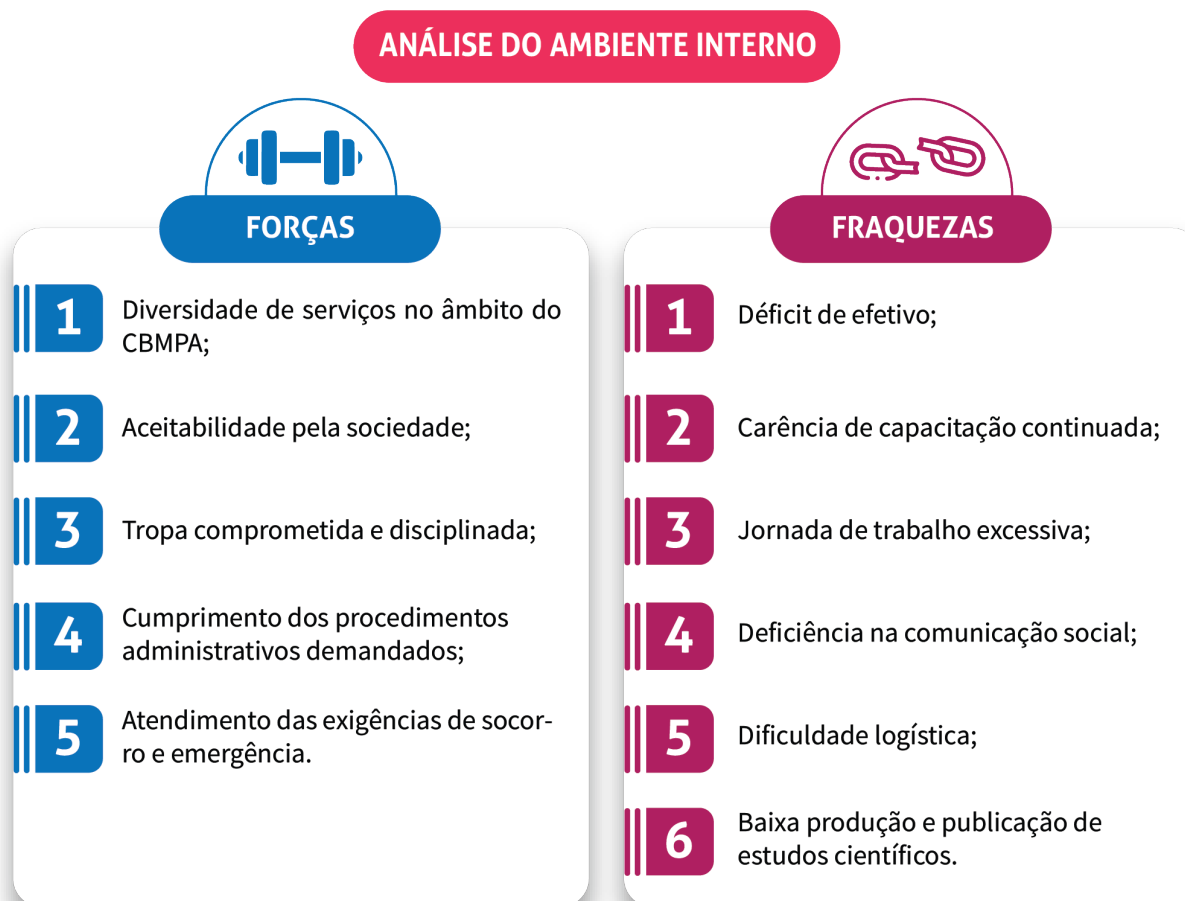 ANÁLISE DO AMBIENTE INTERNO
FORÇAS
1
Diversidade de serviços no âmbito do
CBMPA;
2
Aceitabilidade pela sociedade;
3
Tropa comprometida e disciplinada;
4
Cumprimento dos procedimentos
administrativos demandados;
5
Atendimento das exigências de socor-
ro e emergência.
FRAQUEZAS
1
Déficit de efetivo;
2
Carência de capacitação continuada;
3
Jornada de trabalho excessiva;
4
Deficiência na comunicação social;
5
Dificuldade logística;
6
Baixa produção e publicação de
estudos científicos.